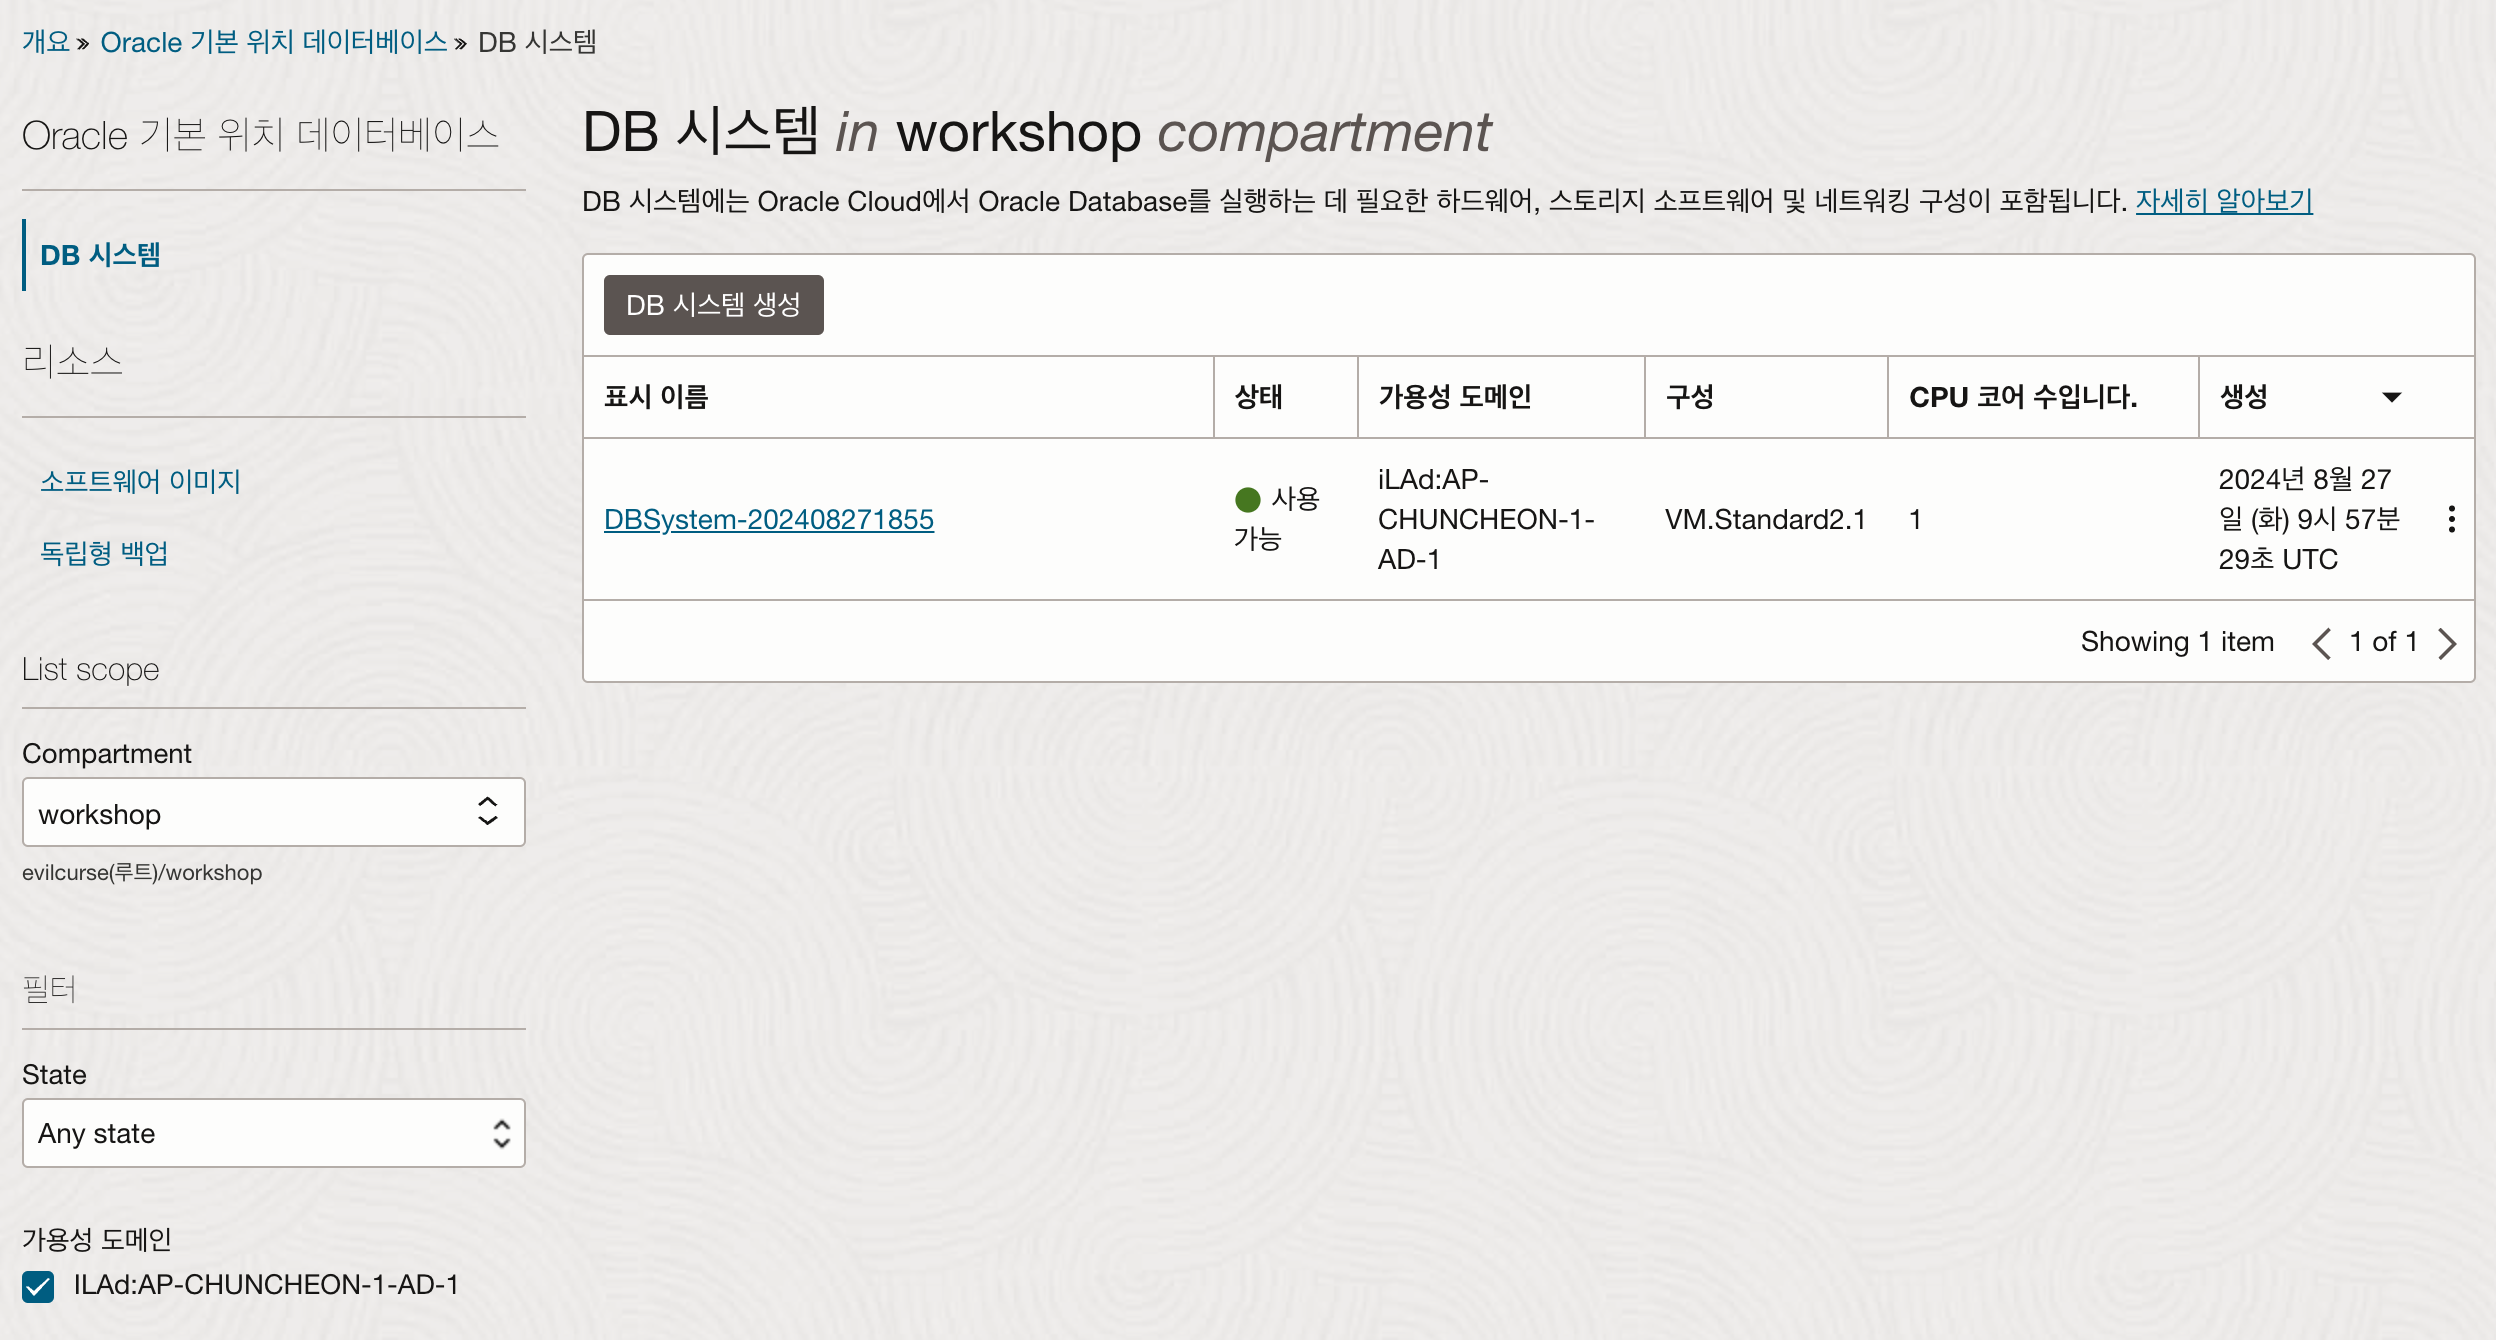 개요 » Oracle 기본 위치 데이터베이스 » DB 시스템
Oracle 기본 위치 데이터베이스
DB 시스템
리소스
소프트웨어 이미지
독립형 백업
List scope
Compartment
workshop
evilcurse(루트)/workshop
필터
State
Any state
가용성 도메인
ILAd:AP-CHUNCHEON-1-AD-1
DB 시스템 in workshop compartment
DB 시스템에는 Oracle Cloud에서 Oracle Database를 실행하는 데 필요한 하드웨어, 스토리지 소프트웨어 및 네트워킹 구성이 포함됩니다. 자세히 알아보기
DB 시스템 생성
표시 이름 상태 가용성 도메인 구성 CPU 코어 수입니다. 생성
DBSystem-202408271855
사용
가능
iLAd:AP-
CHUNCHEON-1-
AD-1
VM.Standard2.1
1
2024년 8월 27
일 (화) 9시 57분
29초 UTC
Showing 1 item 1 of 1